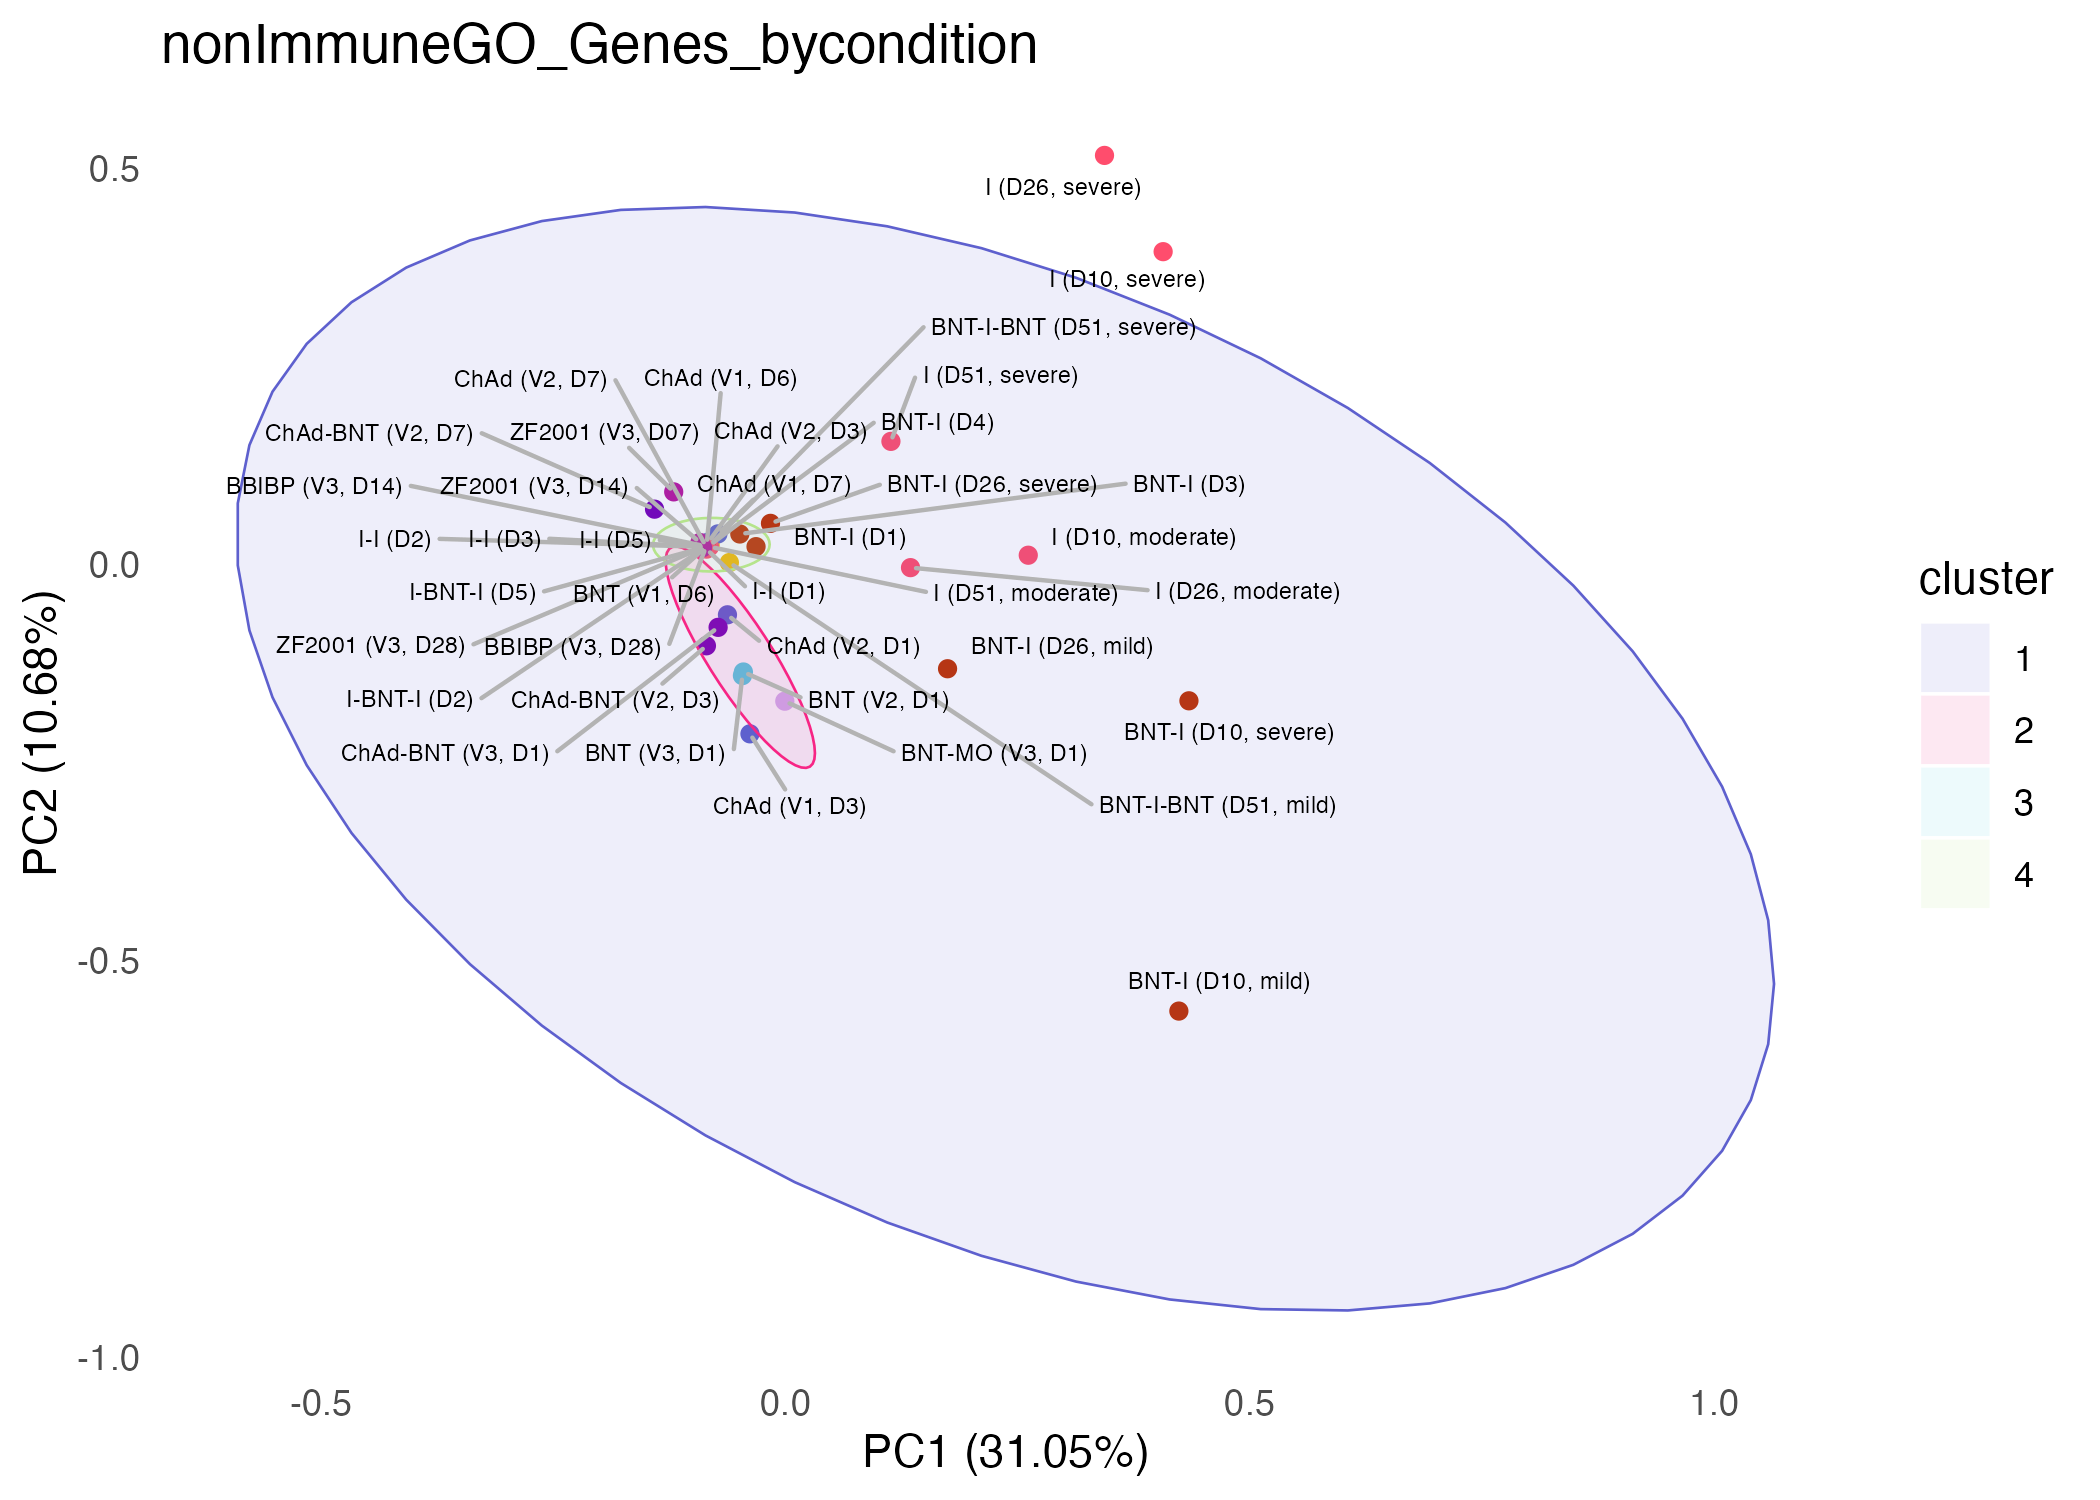 nonImmuneGO_Genes_bycondition
0.5
0.0
-0.5
-1.0
PC2 (10.68%)
I (D26, severe)
I (D10, severe)
BNT-I-BNT (D51, severe)
I (D51, severe)
ChAd (V2, D7)
ChAd (V1, D6)
BNT-I (D4)
ChAd-BNT (V2, D7)
ZF2001 (V3, D07)
ChAd (V2, D3)
BBIBP (V3, D14)
ZF2001 (V3, D14)
ChAd (V1, D7)
BNT-I (D26, severe)
BNT-I (D3)
I-I (D2)
I-I (D3)
I-I (D5)
BNT-I (D1)
I (D10, moderate)
I-BNT-I (D5)
BNT (V1, D6)
I-I (D1)
I (D51, moderate)
I (D26, moderate)
ZF2001 (V3, D28)
BBIBP (V3, D28)
ChAd (V2, D1)
BNT-I (D26, mild)
I-BNT-I (D2)
ChAd-BNT (V2, D3)
BNT (V2, D1)
BNT-I (D10, severe)
ChAd-BNT (V3, D1)
BNT (V3, D1)
BNT-MO (V3, D1)
ChAd (V1, D3)
BNT-I-BNT (D51, mild)
BNT-I (D10, mild)
-0.5
0.0
0.5
1.0
PC1 (31.05%)
cluster
1
2
3
4